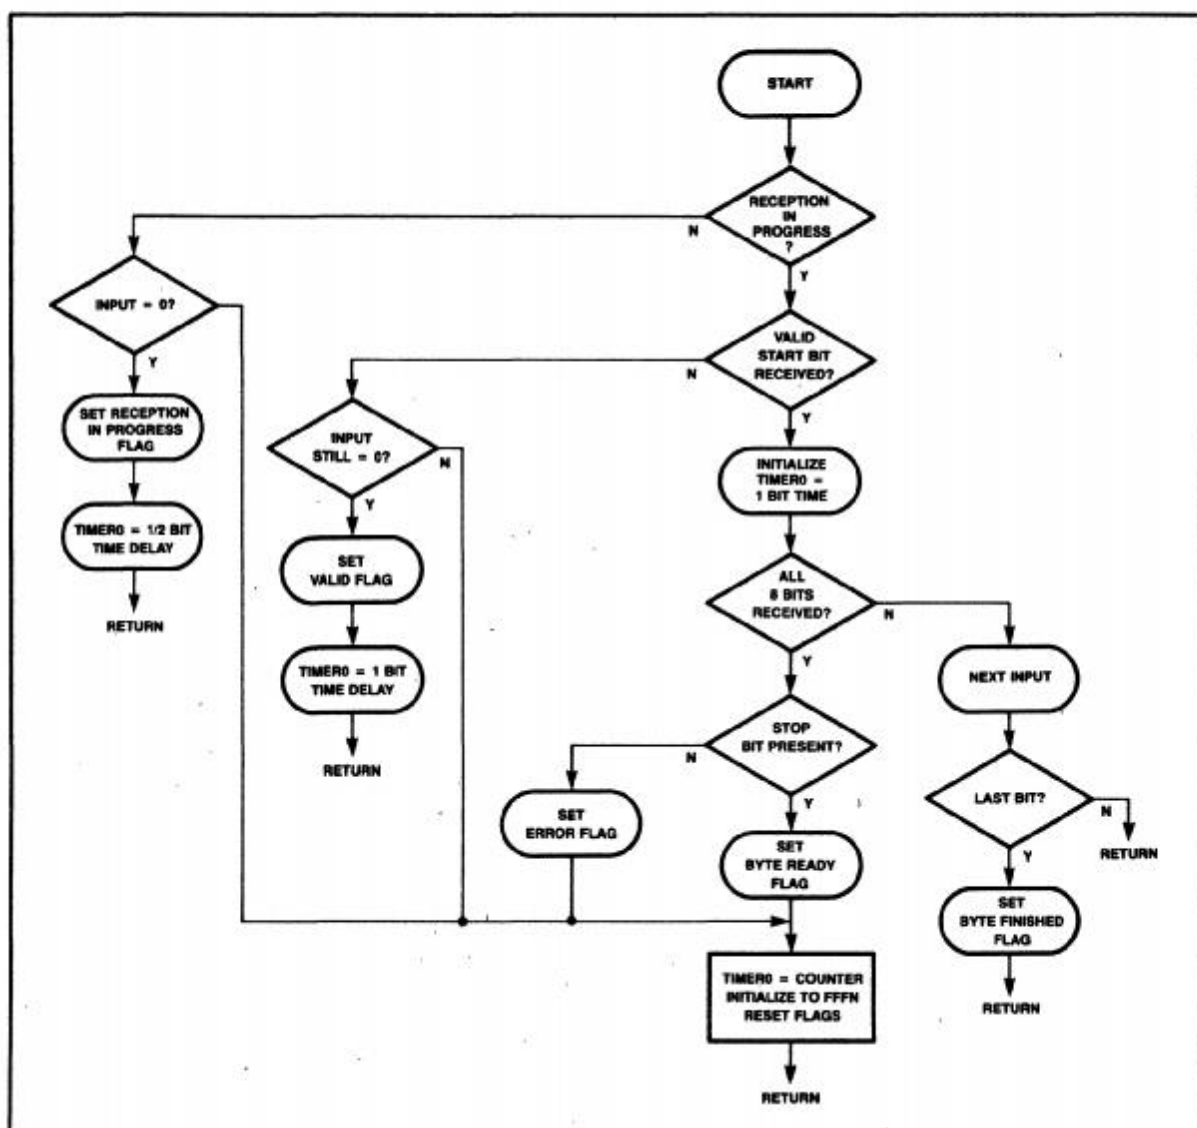 START
RECEPTION
IN
PROGRESS
?
N
Y
INPUT = 0?
Y
SET RECEPTION
IN PROGRESS
FLAG
TIMER0 = 1/2 BIT
TIME DELAY
RETURN
VALID
START BIT
RECEIVED?
N
Y
INPUT
STILL = 0?
N
Y
SET
VALID FLAG
TIMER0 = 1 BIT
TIME DELAY
RETURN
INITIALIZE
TIMER0 =
1 BIT TIME
ALL
8 BITS
RECEIVED?
N
Y
NEXT INPUT
LAST BIT?
N
RETURN
Y
SET
BYTE FINISHED
FLAG
RETURN
STOP
BIT PRESENT?
N
Y
SET
ERROR FLAG
SET
BYTE READY
FLAG
TIMER0 = COUNTER
INITIALIZE TO FFFN
RESET FLAGS
RETURN